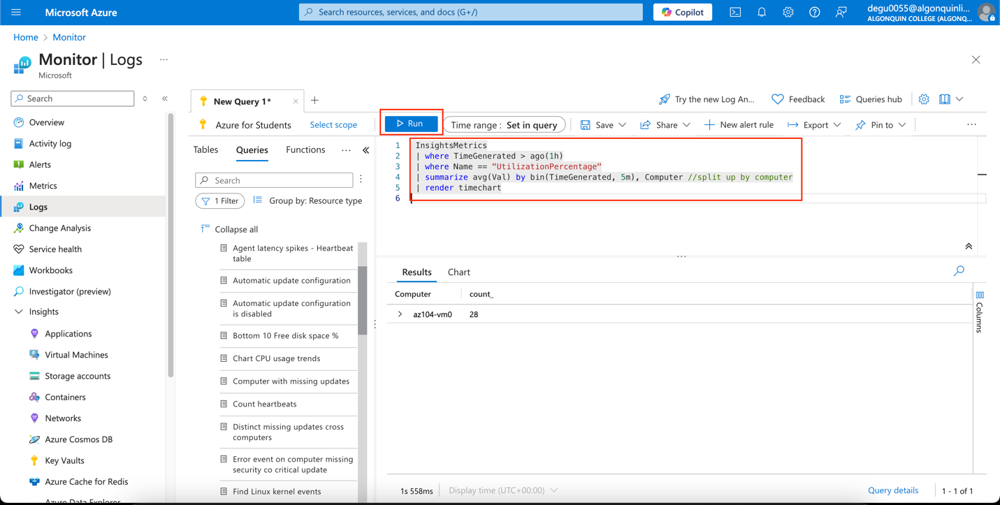 Microsoft Azure
Search resources, services, and docs (G+/)
Copilot
degu0055@algonquinli...
ALGONQUIN COLLEGE (ALGONQ...
Home > Monitor
Monitor | Logs ...
Microsoft
Search
Overview
Activity log
Alerts
Metrics
Logs
Change Analysis
Service health
Workbooks
Investigator (preview)
Insights
Applications
Virtual Machines
Storage accounts
Containers
Networks
Azure Cosmos DB
Key Vaults
Azure Cache for Redis
Azure Data Explorer
New Query 1*
Try the new Log An...
Feedback
Queries hub
Azure for Students
Select scope
Run
Time range : Set in query
Save
Share
New alert rule
Export
Pin to
...
Tables
Queries
Functions
...
Search
1 Filter
Group by: Resource type
Collapse all
Agent latency spikes - Heartbeat
table
Automatic update configuration
Automatic update configuration
is disabled
Bottom 10 Free disk space %
Chart CPU usage trends
Computer with missing updates
Count heartbeats
Distinct missing updates cross
computers
Error event on computer missing
security co critical update
Find Linux kernel events
1 InsightsMetrics
2 | where TimeGenerated > ago(1h)
3 | where Name == "UtilizationPercentage"
4 | summarize avg(Val) by bin(TimeGenerated, 5m), Computer //split up by computer
5 | render timechart
6
...
Results
Chart
Computer
count_
az104-vm0
28
Columns
1s 558ms
Display time (UTC+00:00)
Query details
1 - 1 of 1